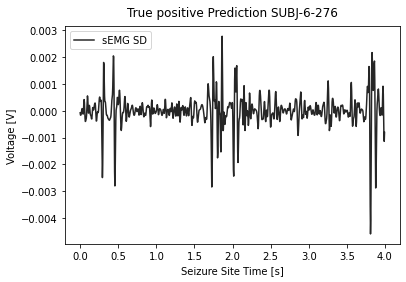 True positive Prediction SUBJ-6-276
sEMG SD
Voltage [V]
0.003
0.002
0.001
0.000
−0.001
−0.002
−0.003
−0.004
0.0 0.5 1.0 1.5 2.0 2.5 3.0 3.5 4.0
Seizure Site Time [s]